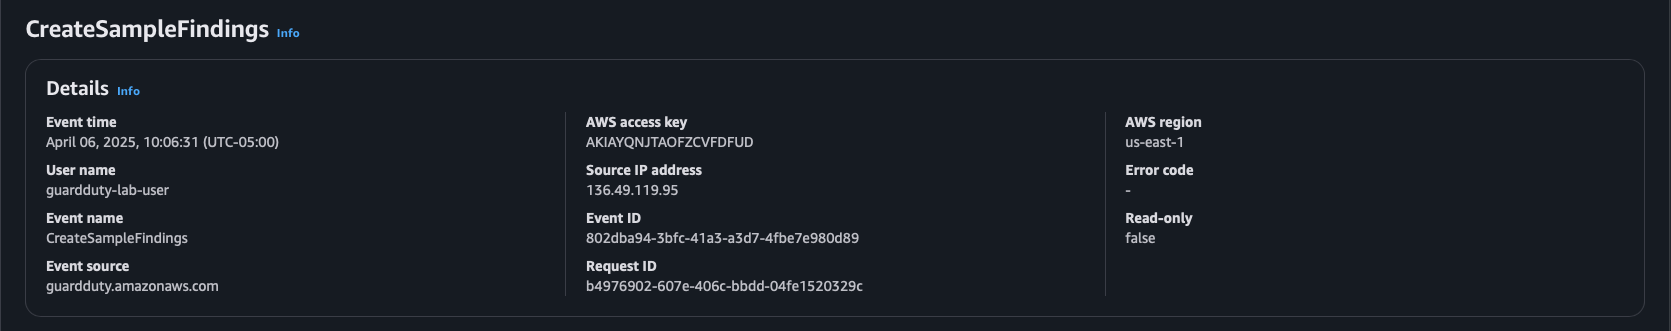 CreateSampleFindings Info
Details Info
Event time
April 06, 2025, 10:06:31 (UTC-05:00)
User name
guardduty-lab-user
Event name
CreateSampleFindings
Event source
guardduty.amazonaws.com
AWS access key
AKIAYQNJTAOFZCVFDFUD
Source IP address
136.49.119.95
Event ID
802dba94-3bfc-41a3-a3d7-4fbe7e980d89
Request ID
b4976902-607e-406c-bbdd-04fe1520329c
AWS region
us-east-1
Error code
-
Read-only
false